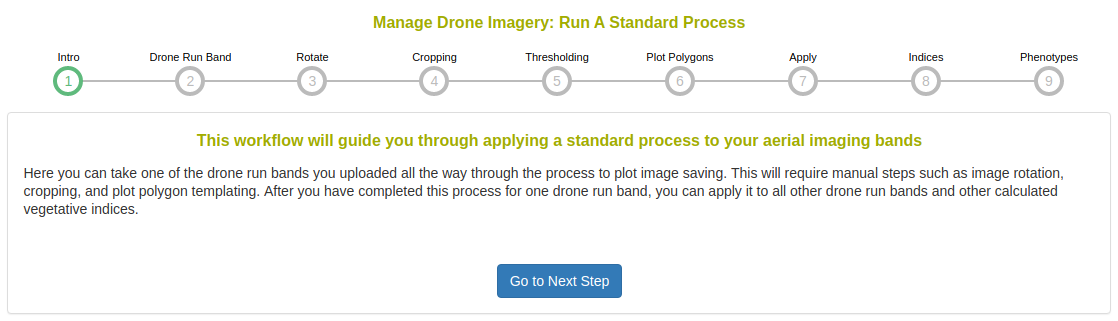 Manage Drone Imagery: Run A Standard Process
Intro Drone Run Band Rotate Cropping Thresholding Plot Polygons Apply Indices Phenotypes
1 2 3 4 5 6 7 8 9
This workflow will guide you through applying a standard process to your aerial imaging bands
Here you can take one of the drone run bands you uploaded all the way through the process to plot image saving. This will require manual steps such as image rotation,
cropping, and plot polygon templating. After you have completed this process for one drone run band, you can apply it to all other drone run bands and other calculated
vegetative indices.
Go to Next Step